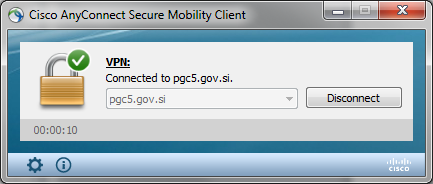 Cisco AnyConnect Secure Mobility Client
VPN:
Connected to pgc5.gov.si.
pgc5.gov.si
Disconnect
00:00:10
CISCO